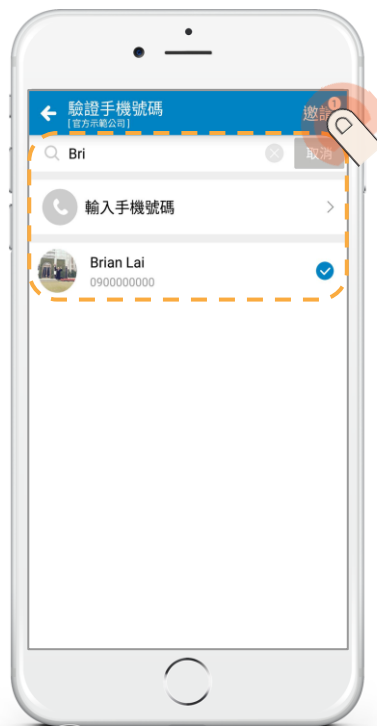 驗證手機號碼
[官方示範公司]
邀請
1
Bri
取消
輸入手機號碼
Brian Lai
0900000000